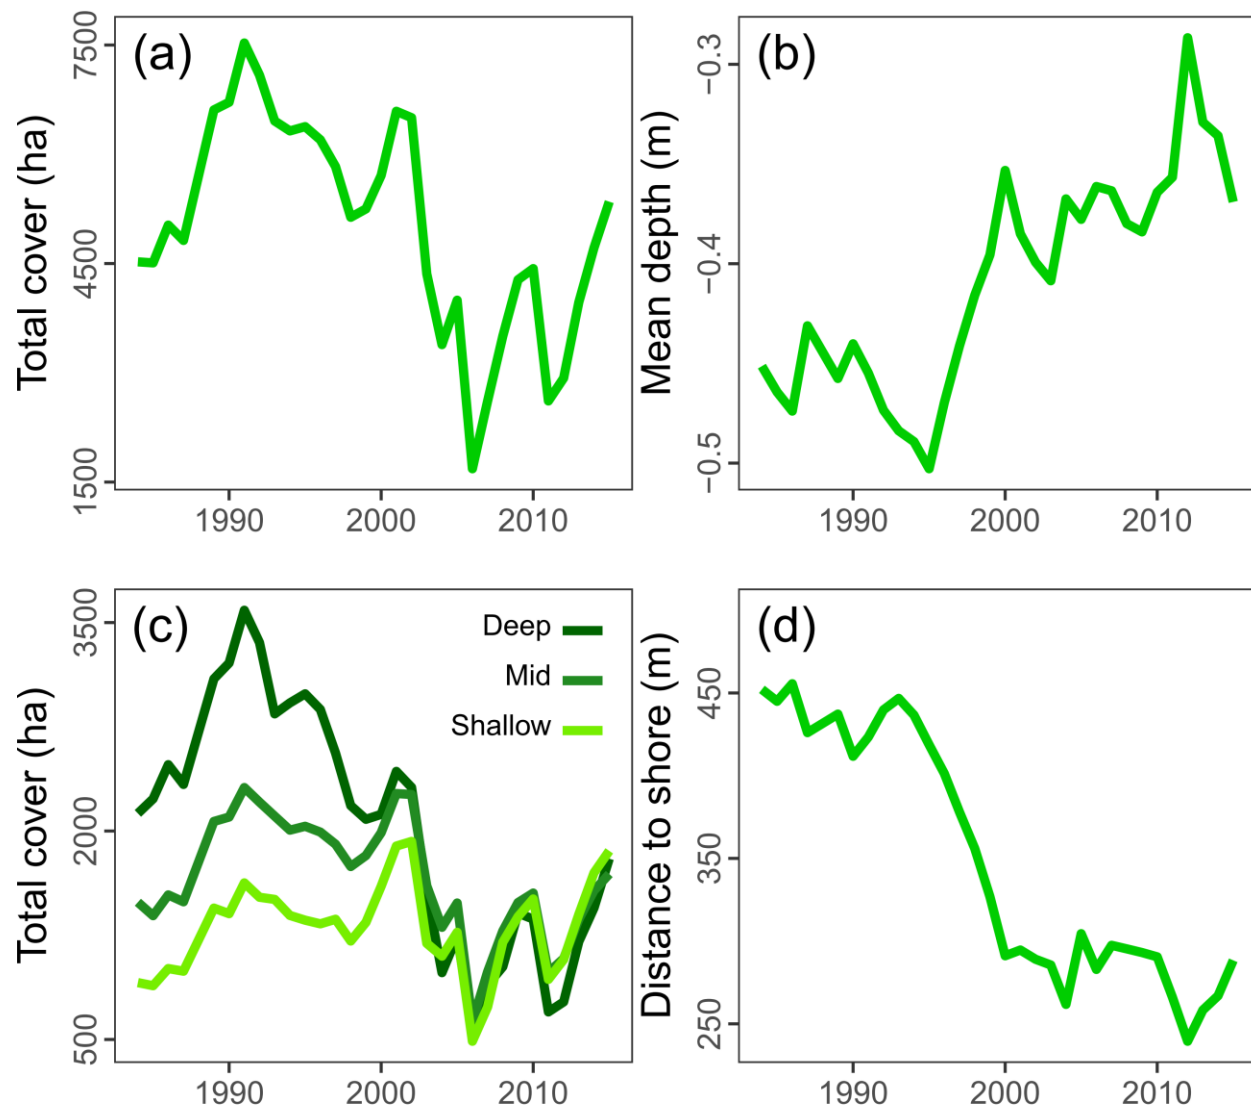 (a)
Total cover (ha)
7500
4500
1500
1990 2000 2010
(b)
Mean depth (m)
−0.3
−0.4
−0.5
1990 2000 2010
(c)
Total cover (ha)
3500
2000
500
Deep
Mid
Shallow
1990 2000 2010
(d)
Distance to shore (m)
450
350
250
1990 2000 2010